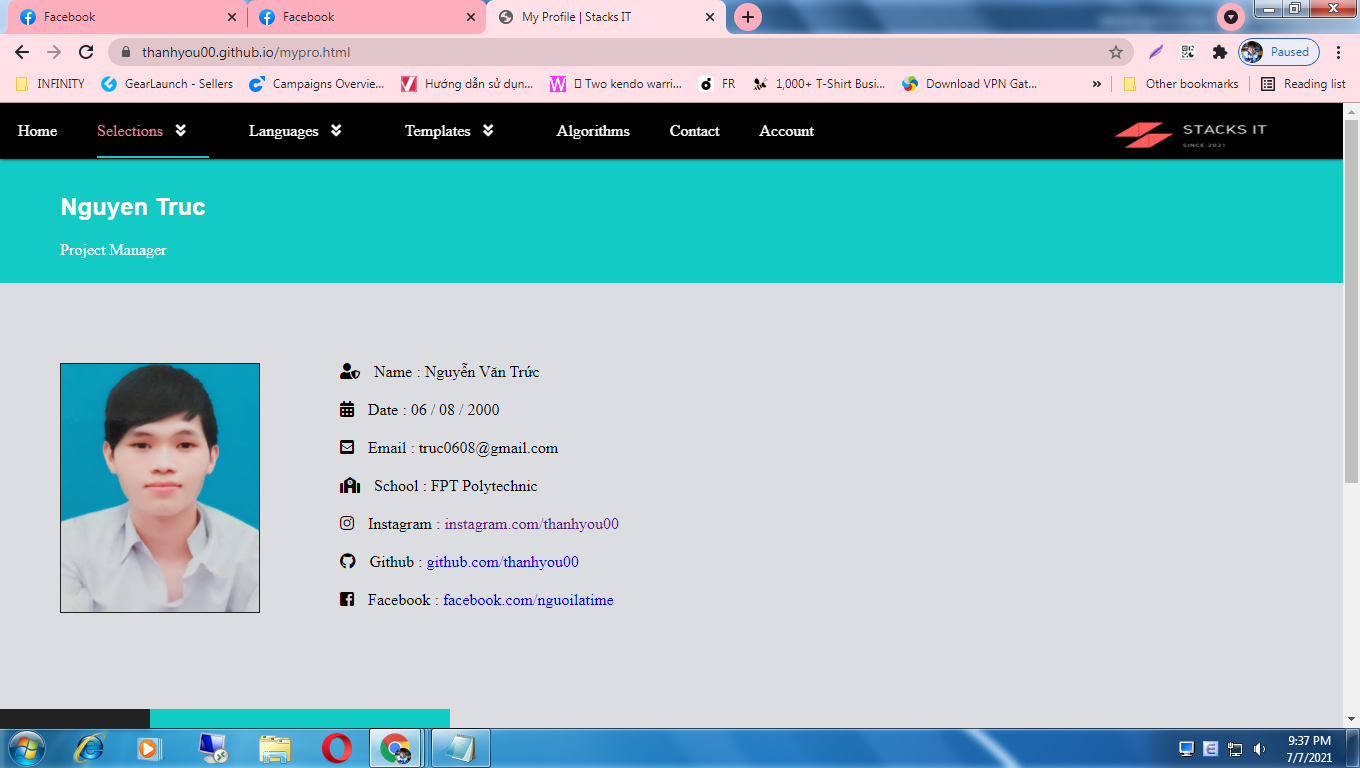 Facebook
Facebook
My Profile | Stacks IT
thanhyou00.github.io/mypro.html
Paused
INFINITY
GearLaunch - Sellers
Campaigns Overvie...
Hướng dẫn sử dụn...
Two kendo warri...
FR
1,000+ T-Shirt Busi...
Download VPN Gat...
»
Other bookmarks
Reading list
Home
Selections
Languages
Templates
Algorithms
Contact
Account
STACKS IT
SINCE 2021
Nguyen Truc
Project Manager
Name : Nguyễn Văn Trức
Date : 06 / 08 / 2000
Email : truc0608@gmail.com
School : FPT Polytechnic
Instagram : instagram.com/thanhyou00
Github : github.com/thanhyou00
Facebook : facebook.com/nguoilatime
9:37 PM
7/7/2021